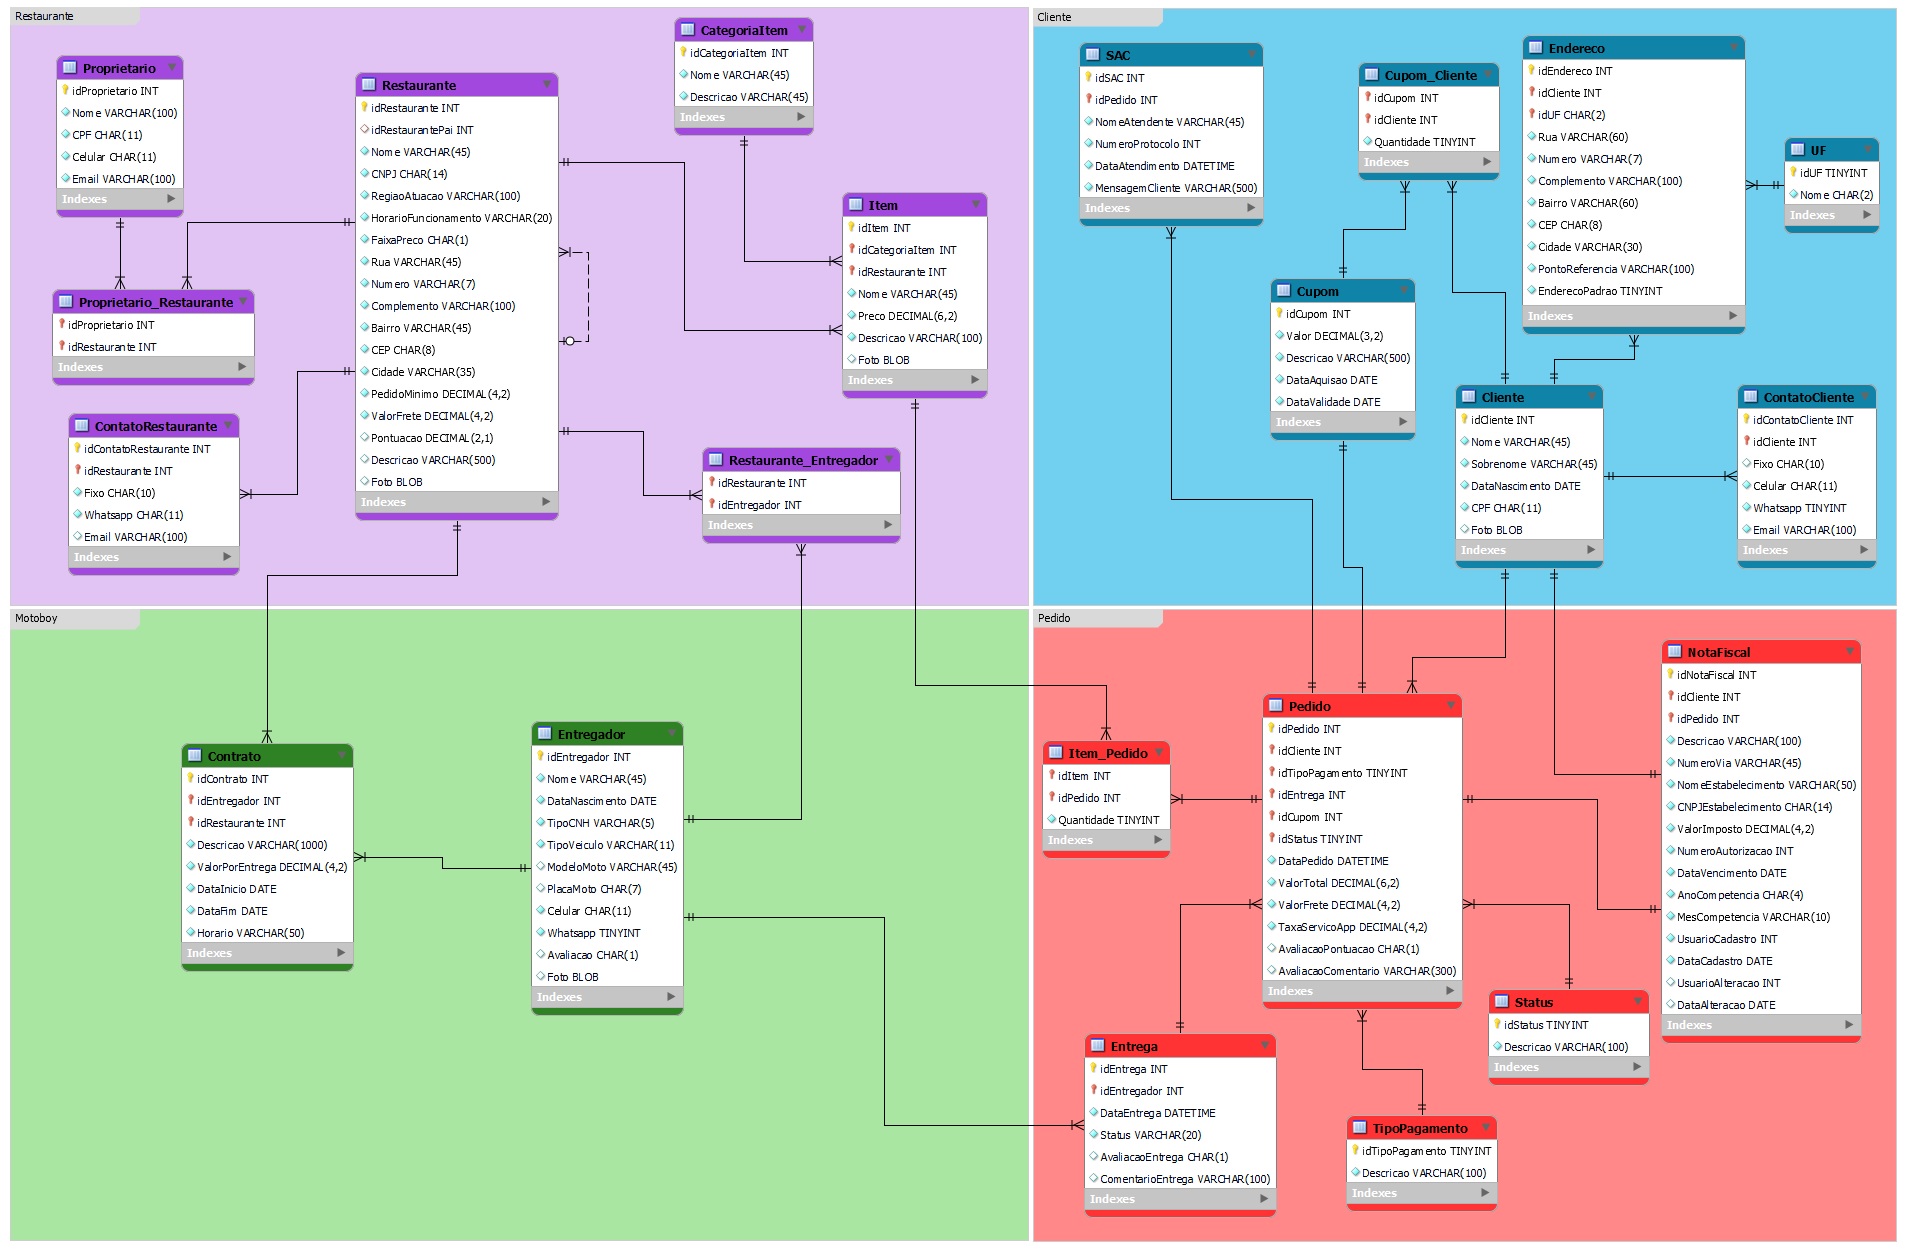 Restaurante
Proprietario
idProprietario INT
Nome VARCHAR(100)
CPF CHAR(11)
Celular CHAR(11)
Email VARCHAR(100)
Indexes
Restaurante
idRestaurante INT
idRestaurantePai INT
Nome VARCHAR(45)
CNPJ CHAR(14)
RegiaoAtuacao VARCHAR(100)
HorarioFuncionamento VARCHAR(20)
FaixaPreco CHAR(1)
Rua VARCHAR(45)
Numero VARCHAR(7)
Complemento VARCHAR(100)
Bairro VARCHAR(45)
CEP CHAR(8)
Cidade VARCHAR(35)
PedidoMinimo DECIMAL(4,2)
ValorFrete DECIMAL(4,2)
Pontuacao DECIMAL(2,1)
Descricao VARCHAR(500)
Foto BLOB
Indexes
CategoriaItem
idCategoriaItem INT
Nome VARCHAR(45)
Descricao VARCHAR(45)
Indexes
Item
idItem INT
idCategoriaItem INT
idRestaurante INT
Nome VARCHAR(45)
Preco DECIMAL(6,2)
Descricao VARCHAR(100)
Foto BLOB
Indexes
Proprietario_Restaurante
idProprietario INT
idRestaurante INT
Indexes
ContatoRestaurante
idContatoRestaurante INT
idRestaurante INT
Fixo CHAR(10)
Whatsapp CHAR(11)
Email VARCHAR(100)
Indexes
Restaurante_Entregador
idRestaurante INT
idEntregador INT
Indexes
Cliente
SAC
idSAC INT
idPedido INT
NomeAtendente VARCHAR(45)
NumeroProtocolo INT
DataAtendimento DATETIME
MensagemCliente VARCHAR(500)
Indexes
Cupom_Cliente
idCupom INT
idCliente INT
Quantidade TINYINT
Indexes
Endereco
idEndereco INT
idCliente INT
idUF CHAR(2)
Rua VARCHAR(60)
Numero VARCHAR(7)
Complemento VARCHAR(100)
Bairro VARCHAR(60)
CEP CHAR(8)
Cidade VARCHAR(30)
PontoReferencia VARCHAR(100)
EnderecoPadrao TINYINT
Indexes
UF
idUF TINYINT
Nome CHAR(2)
Indexes
Cupom
idCupom INT
Valor DECIMAL(3,2)
Descricao VARCHAR(500)
DataAquisao DATE
DataValidade DATE
Indexes
Cliente
idCliente INT
Nome VARCHAR(45)
Sobrenome VARCHAR(45)
DataNascimento DATE
CPF CHAR(11)
Foto BLOB
Indexes
ContatoCliente
idContatoCliente INT
idCliente INT
Fixo CHAR(10)
Celular CHAR(11)
Whatsapp TINYINT
Email VARCHAR(100)
Indexes
Motoboy
Contrato
idContrato INT
idEntregador INT
idRestaurante INT
Descricao VARCHAR(1000)
ValorPorEntrega DECIMAL(4,2)
DataInicio DATE
DataFim DATE
Horario VARCHAR(50)
Indexes
Entregador
idEntregador INT
Nome VARCHAR(45)
DataNascimento DATE
TipoCNH VARCHAR(5)
TipoVeiculo VARCHAR(11)
ModeloMoto VARCHAR(45)
PlacaMoto CHAR(7)
Celular CHAR(11)
Whatsapp TINYINT
Avaliacao CHAR(1)
Foto BLOB
Indexes
Pedido
Item_Pedido
idItem INT
idPedido INT
Quantidade TINYINT
Indexes
Pedido
idPedido INT
idCliente INT
idTipoPagamento TINYINT
idEntrega INT
idCupom INT
idStatus TINYINT
DataPedido DATETIME
ValorTotal DECIMAL(6,2)
ValorFrete DECIMAL(4,2)
TaxaServicoApp DECIMAL(4,2)
AvaliacaoPontuacao CHAR(1)
AvaliacaoComentario VARCHAR(300)
Indexes
NotaFiscal
idNotaFiscal INT
idCliente INT
idPedido INT
Descricao VARCHAR(100)
NumeroVia VARCHAR(45)
NomeEstabelecimento VARCHAR(50)
CNPJEstabelecimento CHAR(14)
ValorImposto DECIMAL(4,2)
NumeroAutorizacao INT
DataVencimento DATE
AnoCompetencia CHAR(4)
MesCompetencia VARCHAR(10)
UsuarioCadastro INT
DataCadastro DATE
UsuarioAlteracao INT
DataAlteracao DATE
Indexes
Status
idStatus TINYINT
Descricao VARCHAR(100)
Indexes
Entrega
idEntrega INT
idEntregador INT
DataEntrega DATETIME
Status VARCHAR(20)
AvaliacaoEntrega CHAR(1)
ComentarioEntrega VARCHAR(100)
Indexes
TipoPagamento
idTipoPagamento TINYINT
Descricao VARCHAR(100)
Indexes